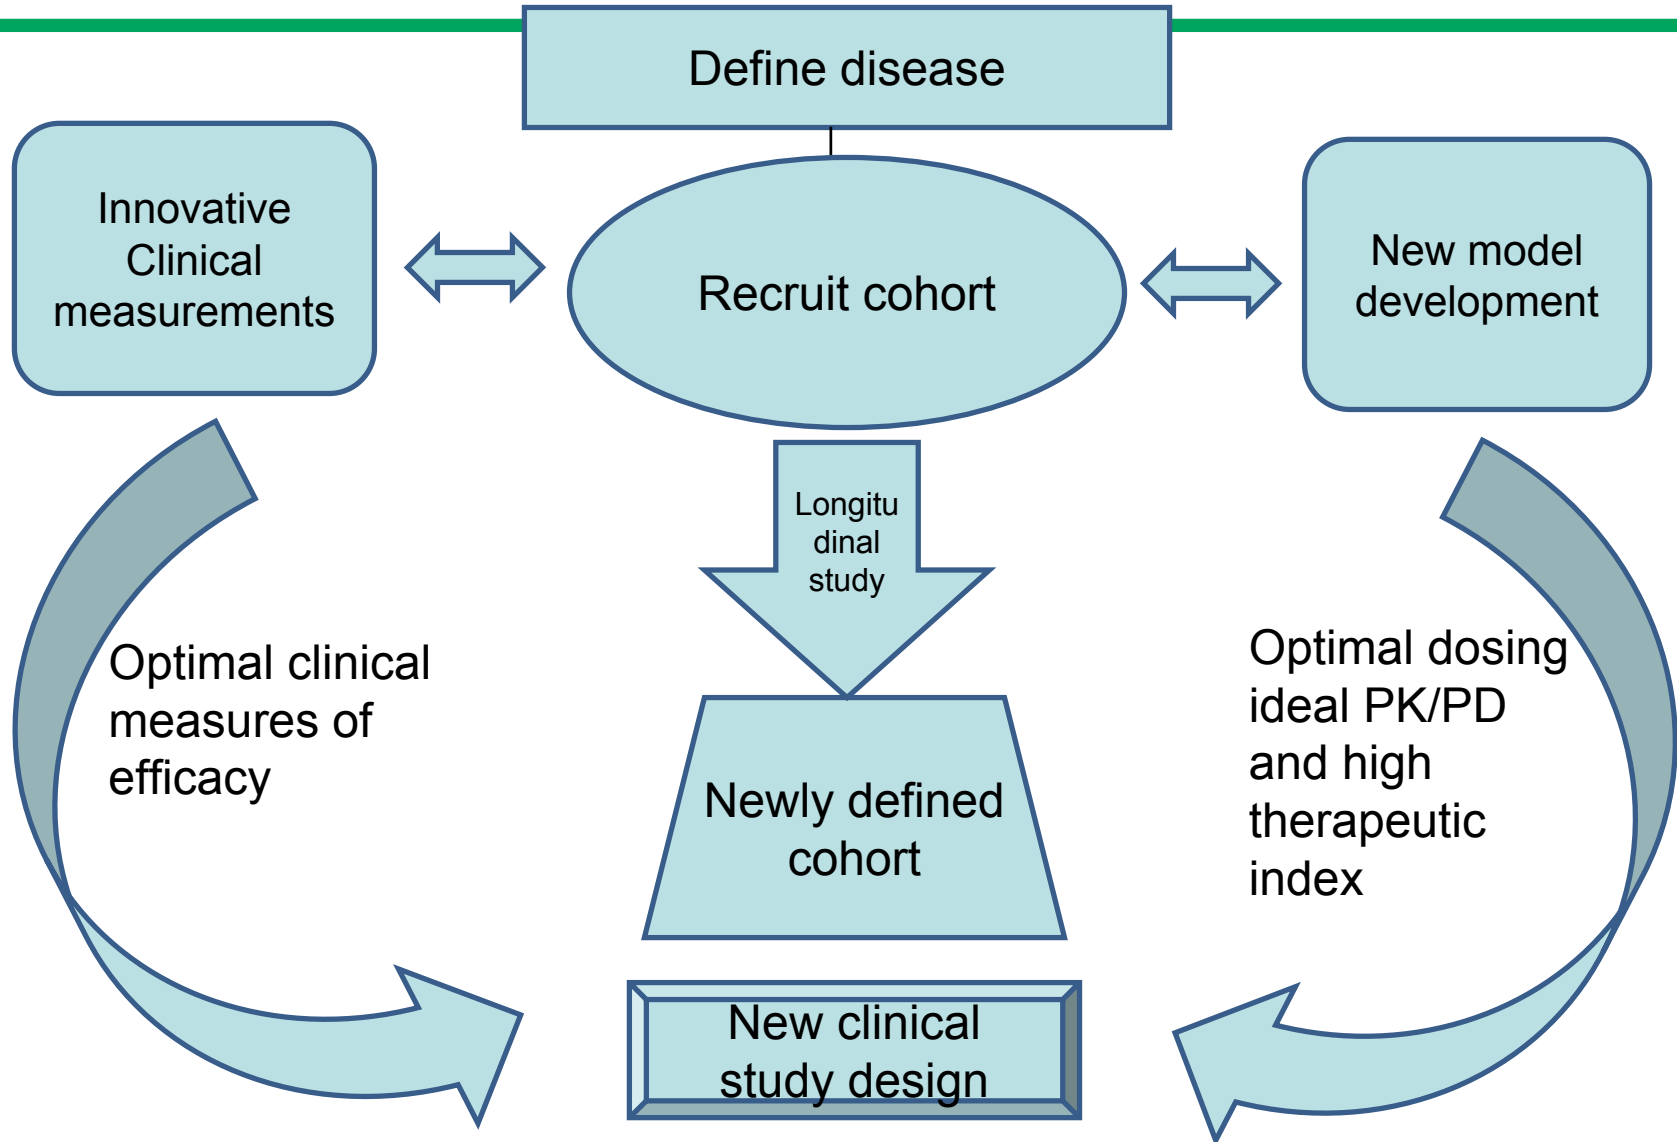 Define disease
Innovative
Clinical
measurements
Recruit cohort
New model
development
Longitu
dinal
study
Optimal clinical
measures of
efficacy
Optimal dosing
ideal PK/PD
and high
therapeutic
index
Newly defined
cohort
New clinical
study design